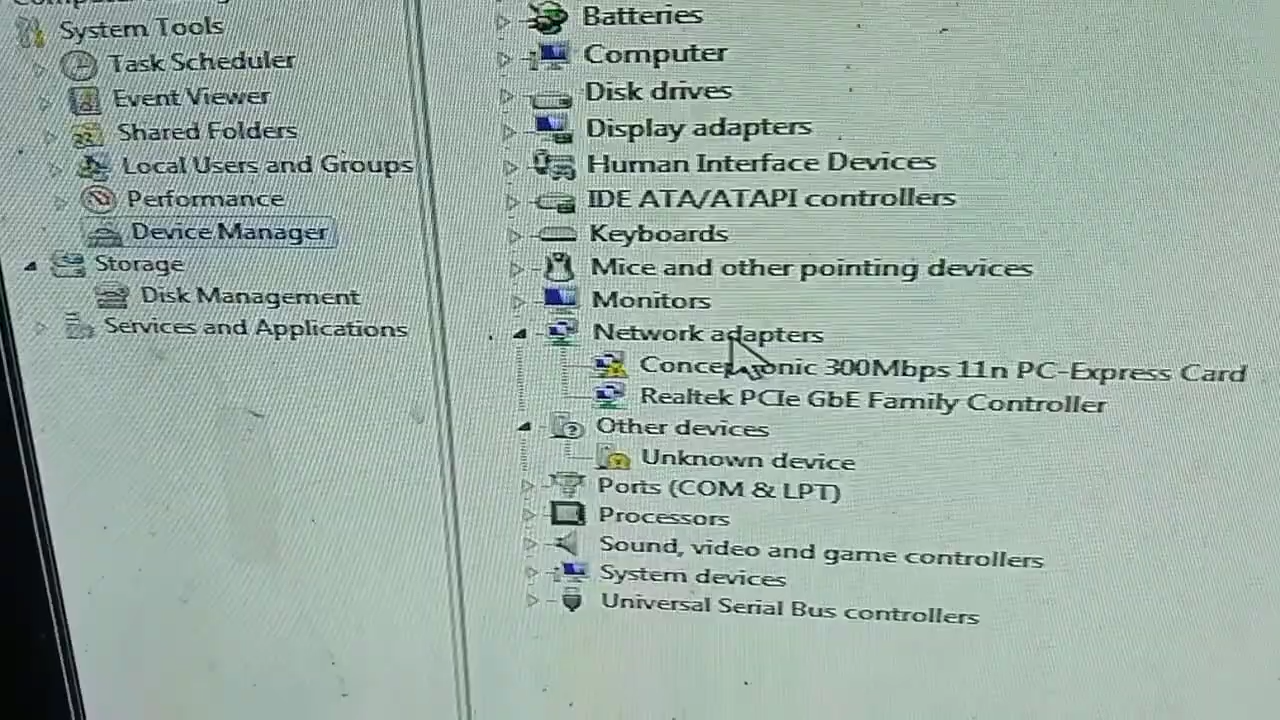 System Tools
Task Scheduler
Event Viewer
Shared Folders
Local Users and Groups
Performance
Device Manager
Storage
Disk Management
Services and Applications
Batteries
Computer
Disk drives
Display adapters
Human Interface Devices
IDE ATA/ATAPI controllers
Keyboards
Mice and other pointing devices
Monitors
Network adapters
300Mbps 11n PC-Express Card
Realtek PCIe GbE Family Controller
Other devices
Unknown device
Ports (COM & LPT)
Processors
Sound, video and game controllers
System devices
Universal Serial Bus controllers